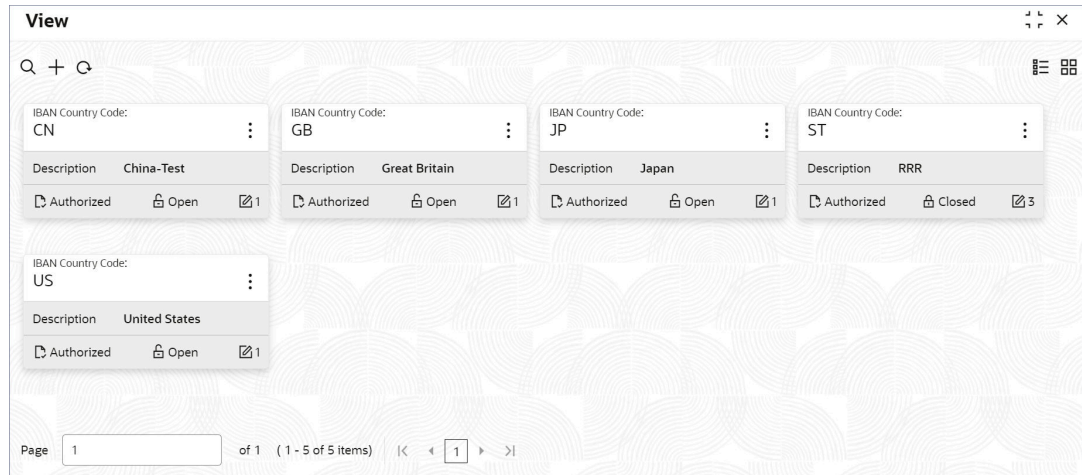 View
IBAN Country Code:
CN
IBAN Country Code:
GB
IBAN Country Code:
JP
IBAN Country Code:
ST
Description China-Test
Description Great Britain
Description Japan
Description RRR
Authorized Open 1
Authorized Open 1
Authorized Open 1
Authorized Closed 3
IBAN Country Code:
US
Description United States
Authorized Open 1
Page 1 of 1 ( 1 - 5 of 5 items) 1